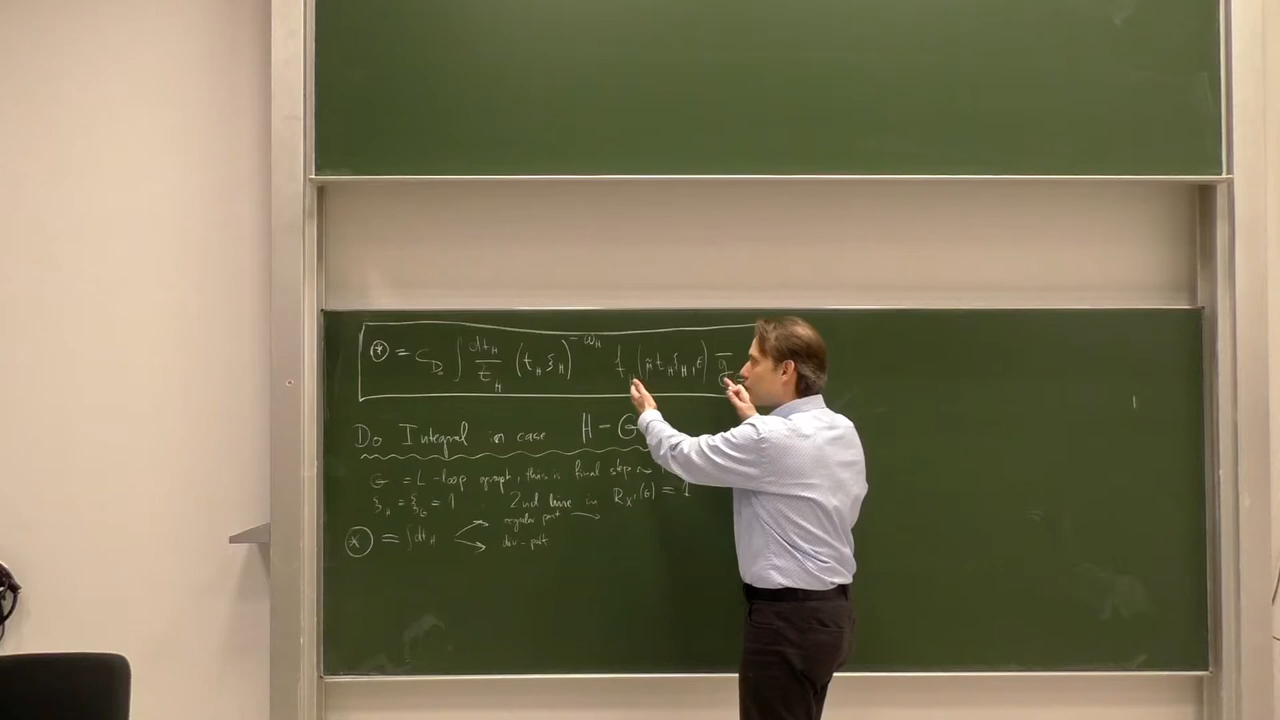 ⊛ = C_D ∫ dt_H / t_H (t_H ξ_H)^{-ω_H} f_H (μ̃ t_H ξ_H, ε) g̅
Do Integral in case H = G
G = L-loop graph, this is final step ~
ξ_H = ξ_G = 1 2nd line in R_{X'}(G) = 1
regular part
⊛ = ∫dt_H
div-part